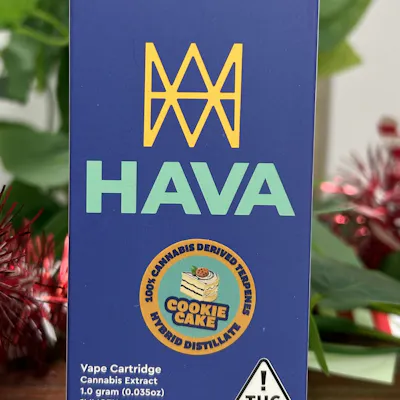 HAVA
100% CANNABIS DERIVED TERPENES
COOKIE
CAKE
HYBRID DISTILLATE
Vape Cartridge
Cannabis Extract
1.0 gram (0.035oz)
!
THC